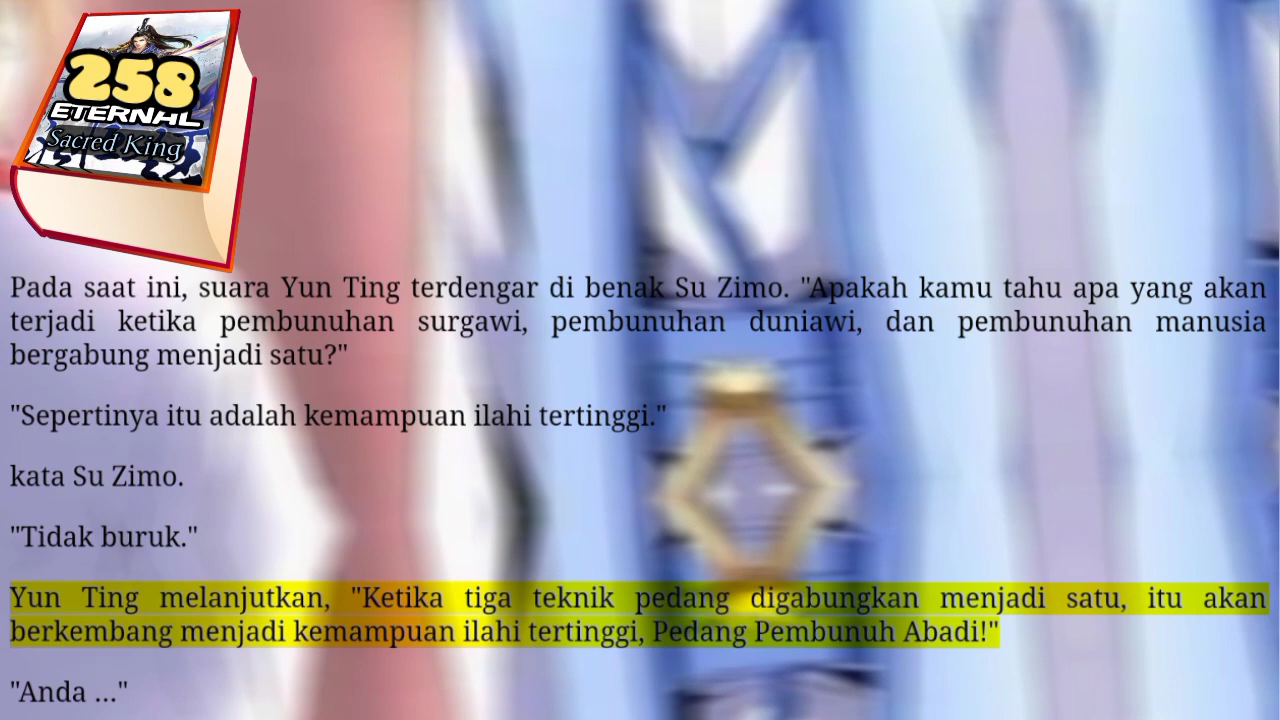 258
ETERNAL
Sacred King
Pada saat ini, suara Yun Ting terdengar di benak Su Zimo. "Apakah kamu tahu apa yang akan
terjadi ketika pembunuhan surgawi, pembunuhan duniawi, dan pembunuhan manusia
bergabung menjadi satu?"
"Sepertinya itu adalah kemampuan ilahi tertinggi."
kata Su Zimo.
"Tidak buruk."
Yun Ting melanjutkan, "Ketika tiga teknik pedang digabungkan menjadi satu, itu akan
berkembang menjadi kemampuan ilahi tertinggi, Pedang Pembunuh Abadi!"
"Anda ..."